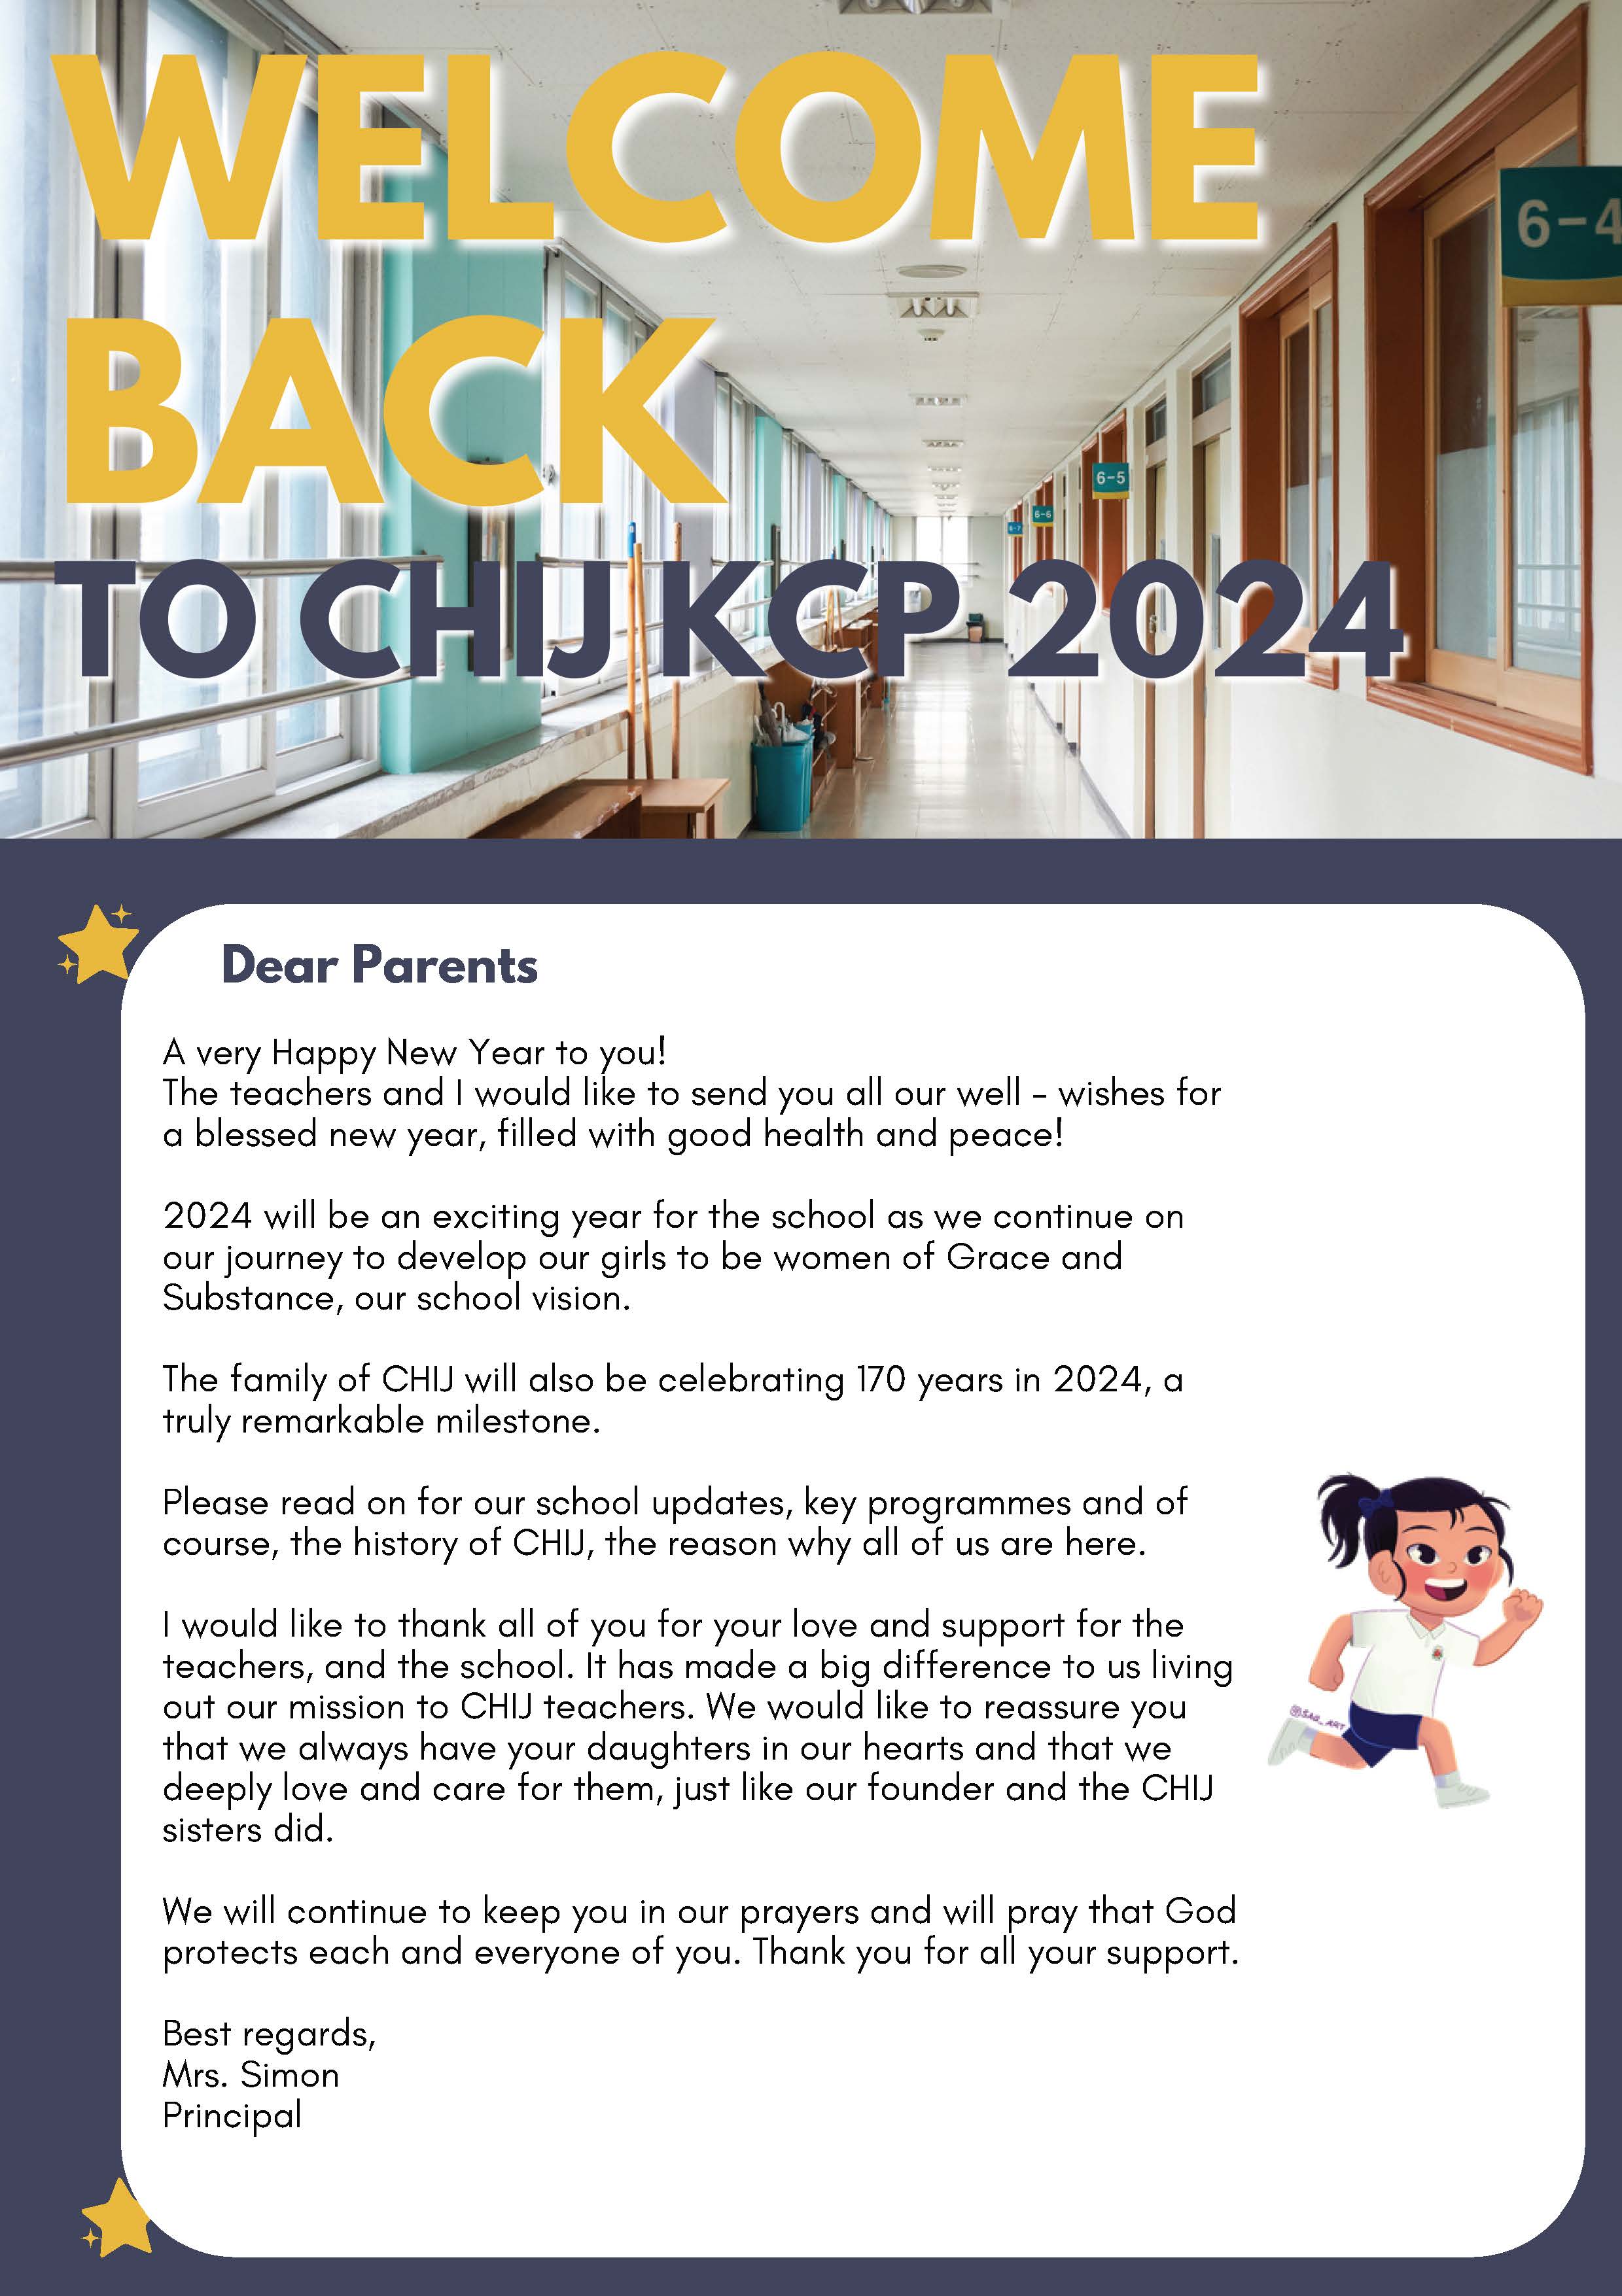 WELCOME
BACK
TO CHIJ KCP 2024
6-4
6-5
6-6
6-7
Dear Parents
A very Happy New Year to you!
The teachers and I would like to send you all our well - wishes for
a blessed new year, filled with good health and peace!
2024 will be an exciting year for the school as we continue on
our journey to develop our girls to be women of Grace and
Substance, our school vision.
The family of CHIJ will also be celebrating 170 years in 2024, a
truly remarkable milestone.
Please read on for our school updates, key programmes and of
course, the history of CHIJ, the reason why all of us are here.
I would like to thank all of you for your love and support for the
teachers, and the school. It has made a big difference to us living
out our mission to CHIJ teachers. We would like to reassure you
that we always have your daughters in our hearts and that we
deeply love and care for them, just like our founder and the CHIJ
sisters did.
@SAQ_ART
We will continue to keep you in our prayers and will pray that God
protects each and everyone of you. Thank you for all your support.
Best regards,
Mrs. Simon
Principal